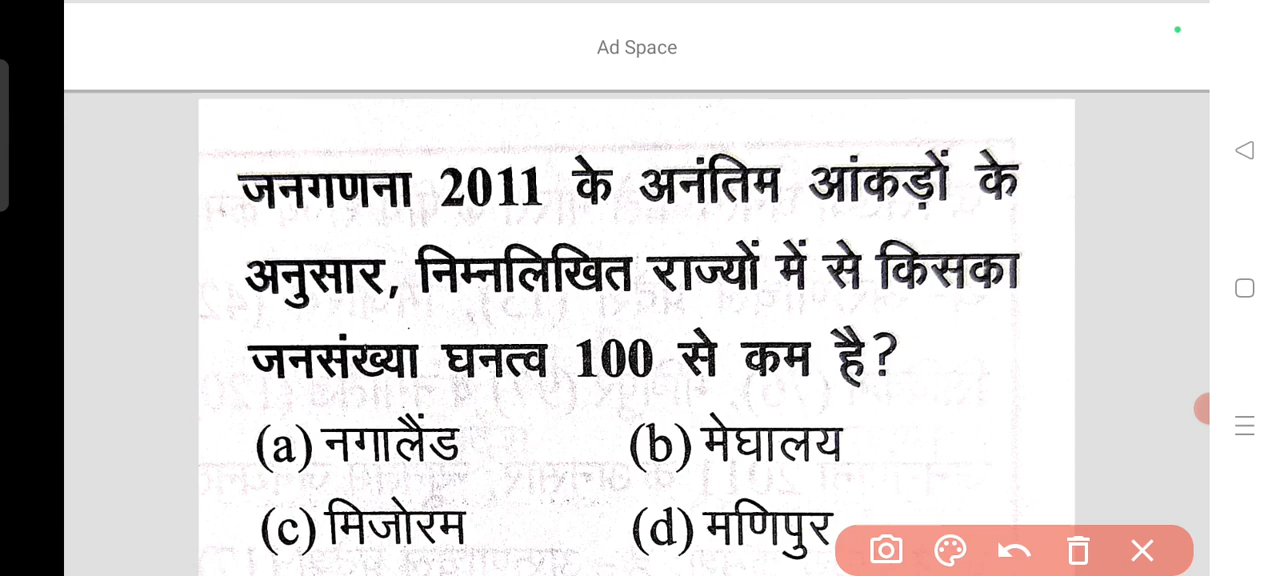 Ad Space
जनगणना 2011 के अनंतिम आंकड़ों के
अनुसार, निम्नलिखित राज्यों में से किसका
जनसंख्या घनत्व 100 से कम है?
(a) नगालैंड (b) मेघालय
(c) मिजोरम (d) मणिपुर